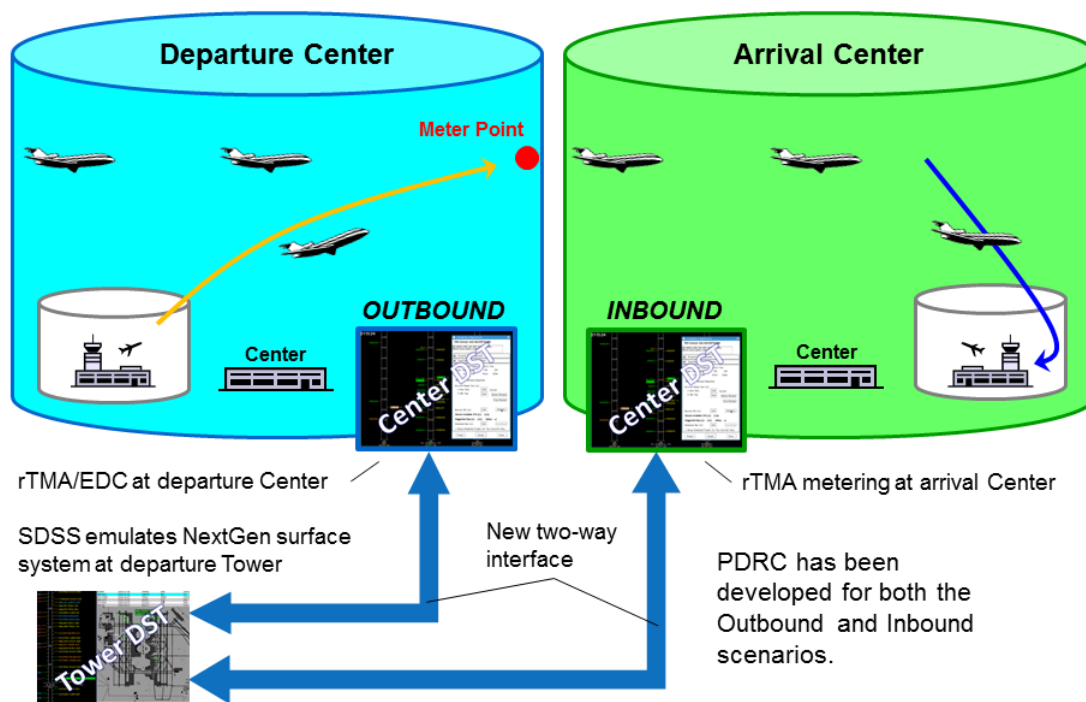 Departure Center
Arrival Center
Meter Point
OUTBOUND
INBOUND
Center
Center
Center DST
Center DST
rTMA/EDC at departure Center
rTMA metering at arrival Center
SDSS emulates NextGen surface
system at departure Tower
New two-way
interface
PDRC has been
developed for both the
Outbound and Inbound
scenarios.
Tower DST